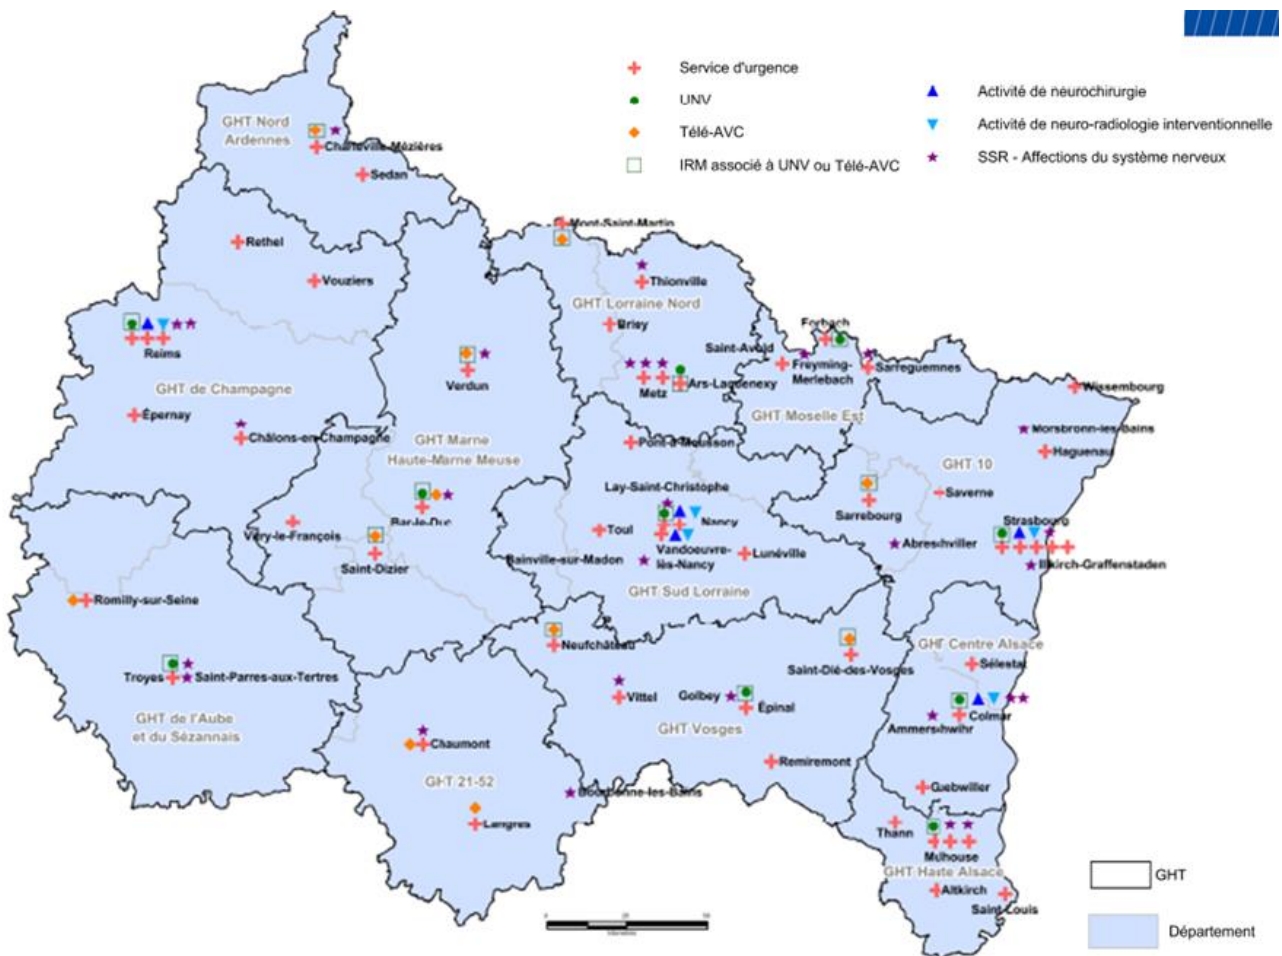 Service d'urgence
UNV
Télé-AVC
IRM associé à UNV ou Télé-AVC
Activité de neurochirurgie
Activité de neuro-radiologie interventionnelle
SSR - Affections du système nerveux
GHT Nord
Ardennes
Charleville-Mézières
Sedan
Rethel
Vouziers
Mont-Saint-Martin
Thionville
GHT Lorraine Nord
Briey
Reims
GHT de Champagne
Épernay
Châlons-en-Champagne
Verdun
Metz
Ars-Laquenexy
Forbach
Saint-Avold
Freyming-
Merlebach
Sarreguemnes
GHT Moselle Est
Wissembourg
Morsbronn-les-Bains
Haguenau
GHT 10
Saverne
Sarrebourg
Abreshviller
Strasbourg
Illkirch-Graffenstaden
GHT Marne
Haute-Marne Meuse
Bar-le-Duc
Vitry-le-François
Saint-Dizier
Pont-à-Mousson
Lay-Saint-Christophe
Nancy
Toul
Vandoeuvre-
lès-Nancy
Lunéville
Bainville-sur-Madon
GHT Sud Lorraine
Romilly-sur-Seine
Troyes
Saint-Parres-aux-Tertres
GHT de l'Aube
et du Sézannais
Neufchâteau
Saint-Dié-des-Vosges
Vittel
Golbey
Épinal
GHT Vosges
Remiremont
GHT Centre Alsace
Sélestat
Colmar
Ammerschwihr
Guebwiller
Chaumont
GHT 21-52
Bourbonne-les-Bains
Langres
Thann
Mulhouse
GHT Haute Alsace
Altkirch
Saint-Louis
GHT
Département